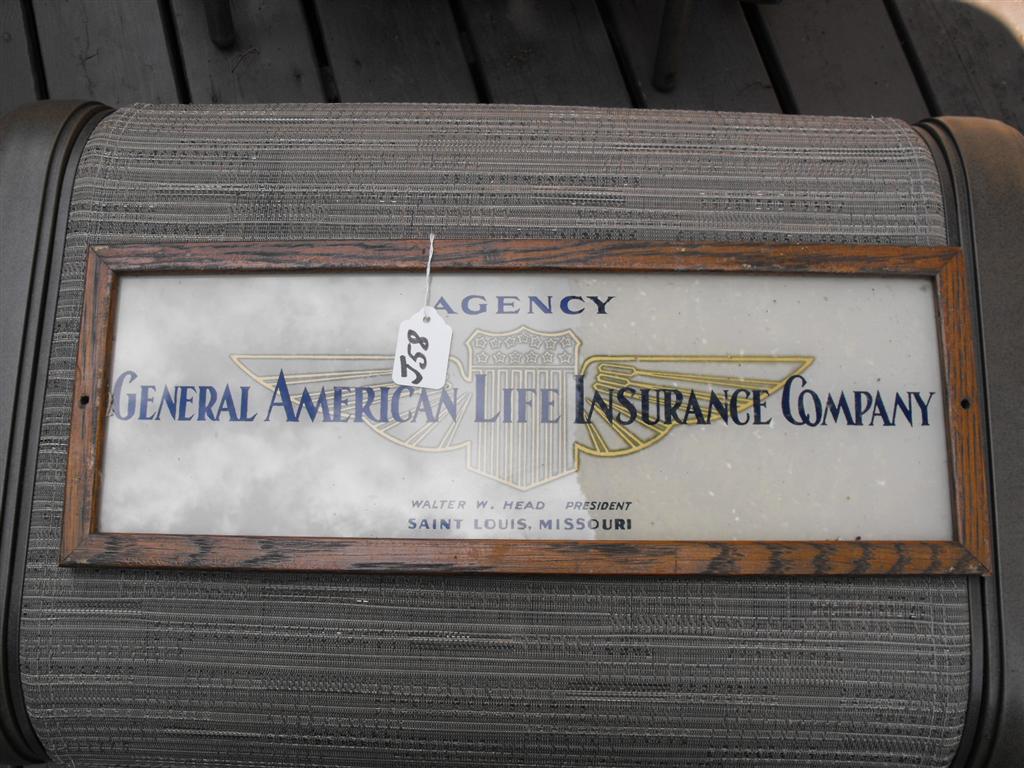 AGENCY
J58
GENERAL AMERICAN LIFE INSURANCE COMPANY
WALTER W. HEAD PRESIDENT
SAINT LOUIS, MISSOURI